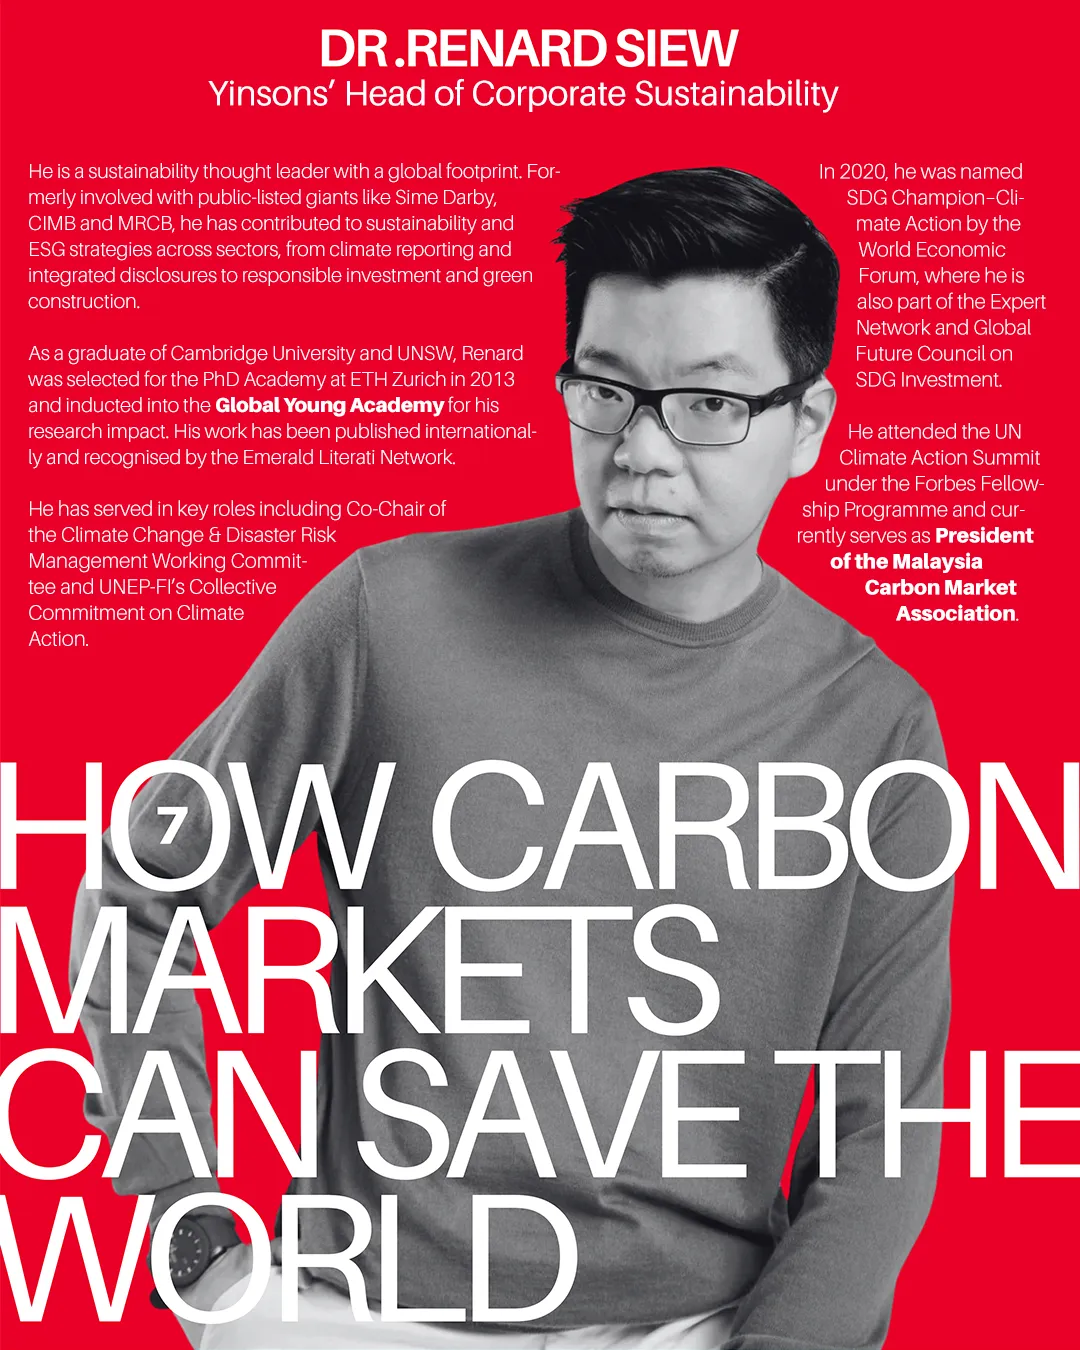 DR.RENARD SIEW
Yinsons’ Head of Corporate Sustainability
He is a sustainability thought leader with a global footprint. For-
merly involved with public-listed giants like Sime Darby,
CIMB and MRCB, he has contributed to sustainability and
ESG strategies across sectors, from climate reporting and
integrated disclosures to responsible investment and green
construction.
As a graduate of Cambridge University and UNSW, Renard
was selected for the PhD Academy at ETH Zurich in 2013
and inducted into the Global Young Academy for his
research impact. His work has been published international-
ly and recognised by the Emerald Literati Network.
He has served in key roles including Co-Chair of
the Climate Change & Disaster Risk
Management Working Commit-
tee and UNEP-FI’s Collective
Commitment on Climate
Action.
In 2020, he was named
SDG Champion–Cli-
mate Action by the
World Economic
Forum, where he is
also part of the Expert
Network and Global
Future Council on
SDG Investment.
He attended the UN
Climate Action Summit
under the Forbes Fellow-
ship Programme and cur-
rently serves as President
of the Malaysia
Carbon Market
Association.
HOW CARBON
7
MARKETS
CAN SAVE THE
WORLD